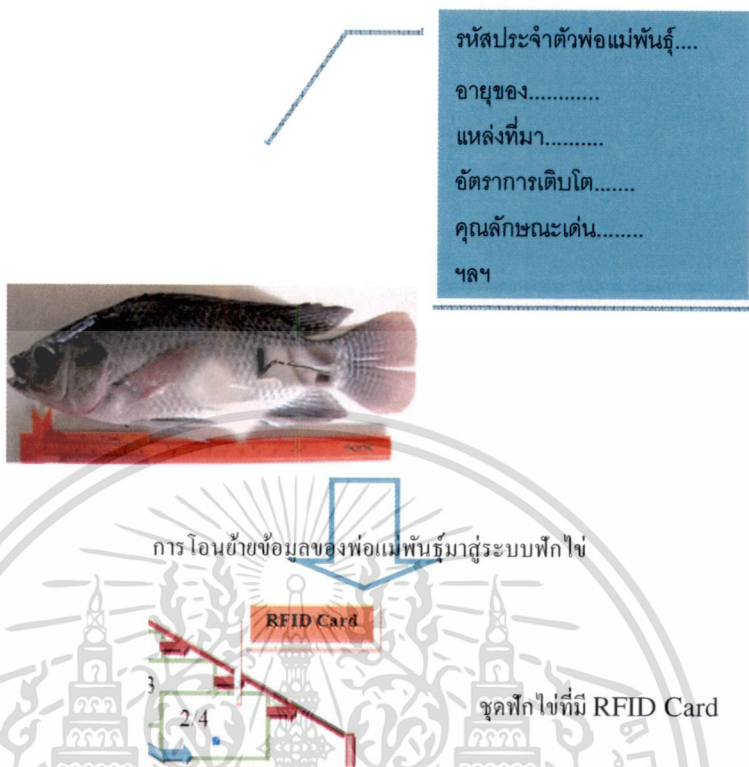 รหัสประจำตัวพ่อแม่พันธุ์....
อายุของ............
แหล่งที่มา..........
อัตราการเติบโต.......
คุณลักษณะเด่น........
ฯลฯ
การโอนย้ายข้อมูลของพ่อแม่พันธุ์มาสู่ระบบฟักไข่
RFID Card
3
2.4
ชุดฟักไข่ที่มี RFID Card